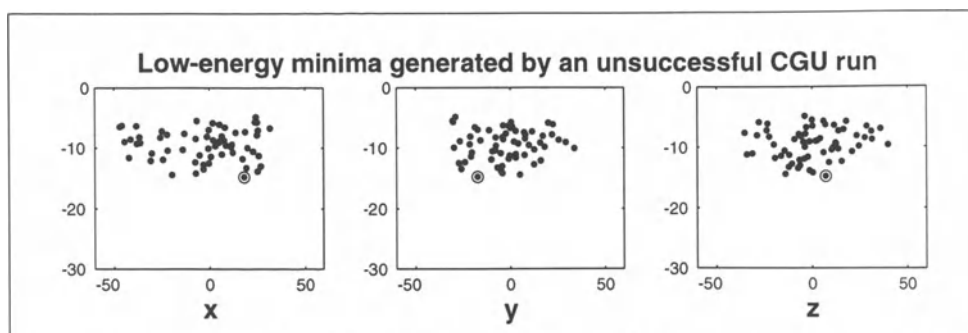 Low-energy minima generated by an unsuccessful CGU run
0 0 0
-10 -10 -10
-20 -20 -20
-30 -30 -30
-50 0 50 -50 0 50 -50 0 50
x y z